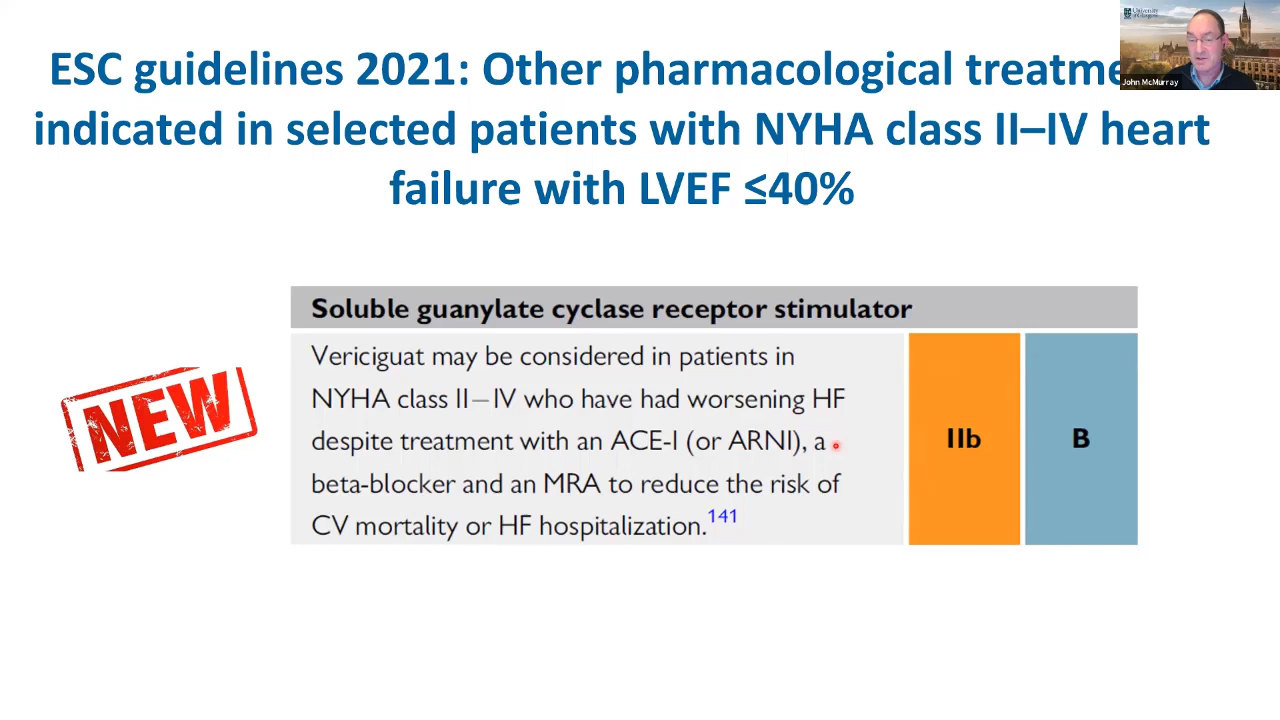 ESC guidelines 2021: Other pharmacological treatme
indicated in selected patients with NYHA class II–IV heart
failure with LVEF ≤40%
University
of Glasgow
John McMurray
Soluble guanylate cyclase receptor stimulator
Vericiguat may be considered in patients in
NYHA class II–IV who have had worsening HF
despite treatment with an ACE-I (or ARNI), a
beta-blocker and an MRA to reduce the risk of
CV mortality or HF hospitalization.141
IIb
B
NEW